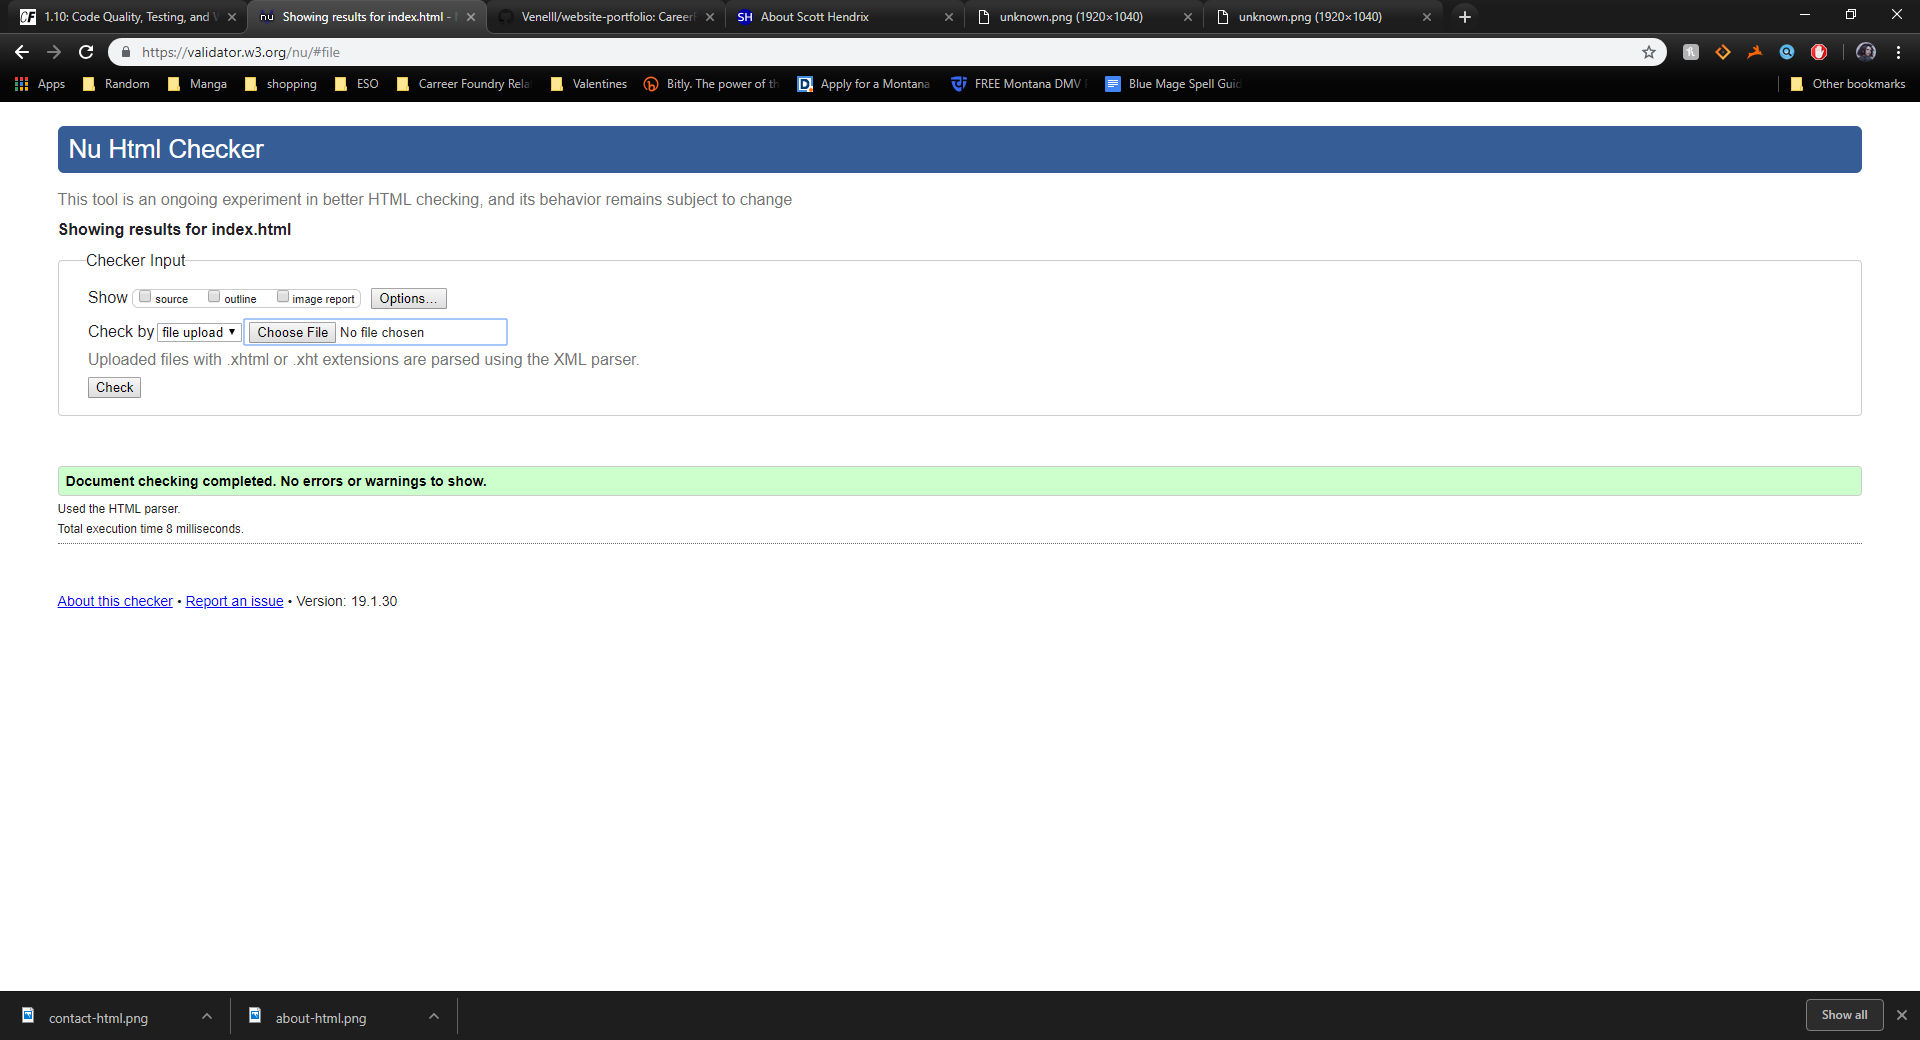 1.10: Code Quality, Testing, and W
Showing results for index.html -
Venelll/website-portfolio: Career
SH About Scott Hendrix
unknown.png (1920×1040)
unknown.png (1920×1040)
https://validator.w3.org/nu/#file
Apps
Random
Manga
shopping
ESO
Carreer Foundry Rela
Valentines
Bitly. The power of th
Apply for a Montana
FREE Montana DMV
Blue Mage Spell Guid
Other bookmarks
Nu Html Checker
This tool is an ongoing experiment in better HTML checking, and its behavior remains subject to change
Showing results for index.html
Checker Input
Show source outline image report Options...
Check by file upload Choose File No file chosen
Uploaded files with .xhtml or .xht extensions are parsed using the XML parser.
Check
Document checking completed. No errors or warnings to show.
Used the HTML parser.
Total execution time 8 milliseconds.
About this checker • Report an issue • Version: 19.1.30
contact-html.png
about-html.png
Show all